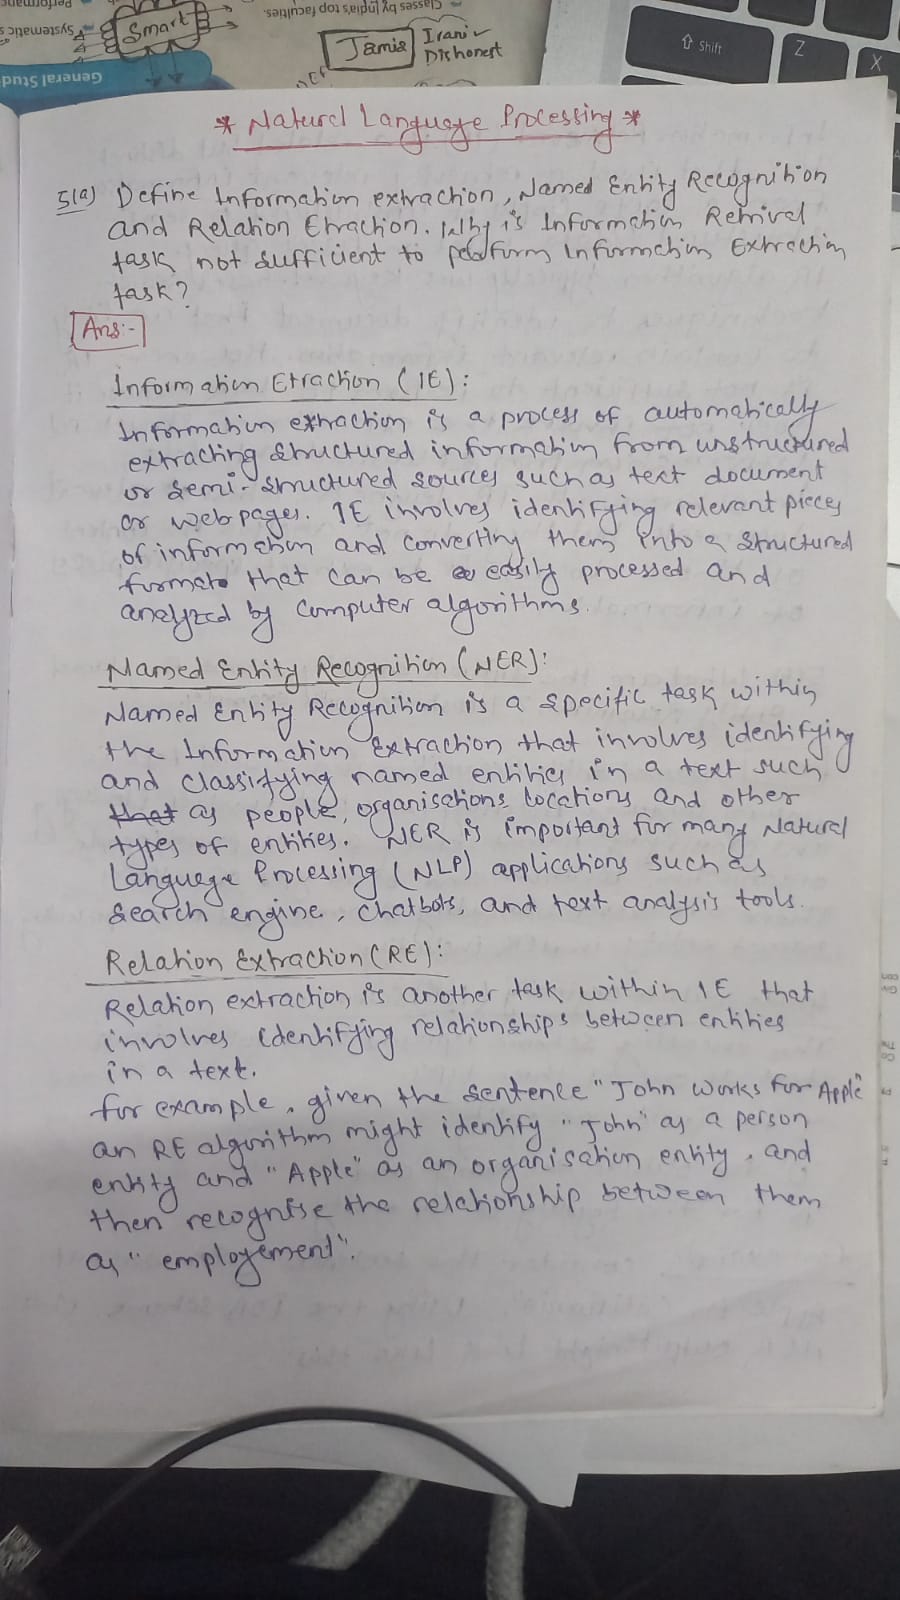 Performanc
Systematic s
General Stud
Classes by India's top faculties.
Smart
Jamia
Irani
Dishonest
Shift
Z
X
* Naturcl Language Processing *
5(a) Define Information extraction, Named Entity Recognition
and Relation Etraction. Why is Information Retrivel
task not sufficient to peaform Information Extraction
task?
Ans:-
Information Etraction (IE):
Information extraction is a process of automatically
extracting structured information from unstructured
or semi-structured sources such as text document
or web pages. IE involves identifying relevant pieces
of information and converting them into a structured
formate that can be easily processed and
analyzed by computer algorithms.
Named Entity Recognition (NER):
Named Entity Recognition is a specific task within
the Information Extraction that involves identifying
and classifying named entities in a text such
that as people, organisations locations and other
types of entities. NER is important for many Natural
Language Processing (NLP) applications such as
search engine, chatbots, and text analysis tools.
Relation Extraction (RE):
Relation extraction is another task within IE that
involves identifying relationships between entities
in a text.
for example, given the sentence "John works for Apple"
an RE algorithm might identify "John" as a person
entity and "Apple" as an organisation entity, and
then recognise the relationship between them
as "employement".